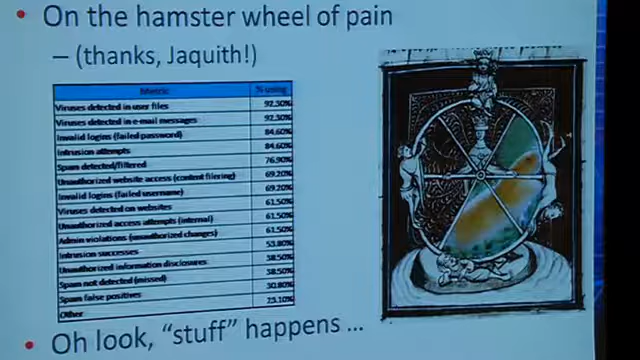 • On the hamster wheel of pain
– (thanks, Jaquith!)
Metric % using
Viruses detected in user files 92.30%
Viruses detected in e-mail messages 92.30%
Invalid logins (failed password) 84.60%
Intrusion attempts 84.60%
Spam detected/filtered 76.90%
Unauthorized website access (content filtering) 69.20%
Invalid logins (failed username) 69.20%
Viruses detected on websites 61.50%
Unauthorized access attempts (internal) 61.50%
Admin violations (unauthorized changes) 61.50%
Intrusion successes 53.80%
Unauthorized information disclosures 38.50%
Spam not detected (missed) 38.50%
Spam false positives 30.80%
Other 23.10%
• Oh look, “stuff” happens ...